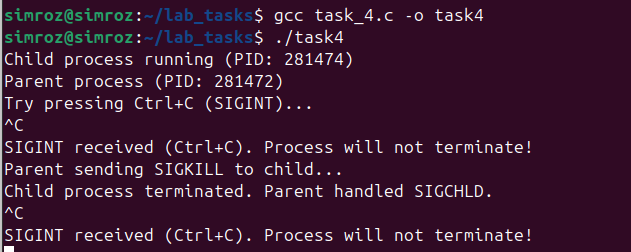 simroz@simroz:~/lab_tasks$ gcc task_4.c -o task4
simroz@simroz:~/lab_tasks$ ./task4
Child process running (PID: 281474)
Parent process (PID: 281472)
Try pressing Ctrl+C (SIGINT)...
^C
SIGINT received (Ctrl+C). Process will not terminate!
Parent sending SIGKILL to child...
Child process terminated. Parent handled SIGCHLD.
^C
SIGINT received (Ctrl+C). Process will not terminate!